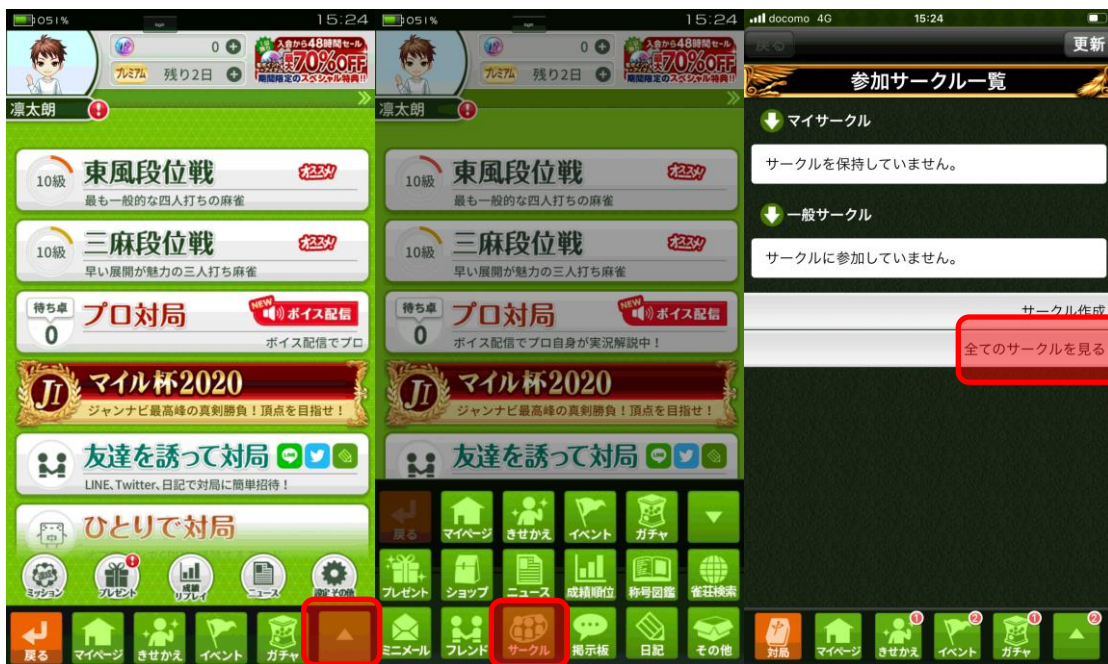 051%
15:24
0
入会から48時間セール
最大70%OFF
期間限定のスペシャル特典!!
プレミアム 残り2日
凛太朗
10級
東風段位戦
オススメ
最も一般的な四人打ちの麻雀
10級
三麻段位戦
オススメ
早い展開が魅力の三人打ち麻雀
待ち卓
0
プロ対局
NEW
ボイス配信
ボイス配信でプロ
JI
マイル杯2020
ジャンナビ最高峰の真剣勝負!頂点を目指せ!
友達を誘って対局
LINE
LINE、Twitter、日記で対局に簡単招待!
ひとりで対局
ミッション
プレゼント
成績リプレイ
ニュース
設定その他
戻る
マイページ
きせかえ
イベント
ガチャ
051%
15:24
0
入会から48時間セール
最大70%OFF
期間限定のスペシャル特典!!
プレミアム 残り2日
凛太朗
10級
東風段位戦
オススメ
最も一般的な四人打ちの麻雀
10級
三麻段位戦
オススメ
早い展開が魅力の三人打ち麻雀
待ち卓
0
プロ対局
NEW
ボイス配信
ボイス配信でプロ自身が実況解説中!
JI
マイル杯2020
ジャンナビ最高峰の真剣勝負!頂点を目指せ!
友達を誘って対局
LINE
LINE、Twitter、日記で対局に簡単招待!
戻る
マイページ
きせかえ
イベント
ガチャ
プレゼント
ショップ
ニュース
成績順位
称号図鑑
雀荘検索
ミニメール
フレンド
サークル
掲示板
日記
その他
docomo 4G
15:24
戻る
更新
参加サークル一覧
マイサークル
サークルを保持していません。
一般サークル
サークルに参加していません。
サークル作成
全てのサークルを見る
対局
マイページ
1
きせかえ
2
イベント
1
ガチャ
2